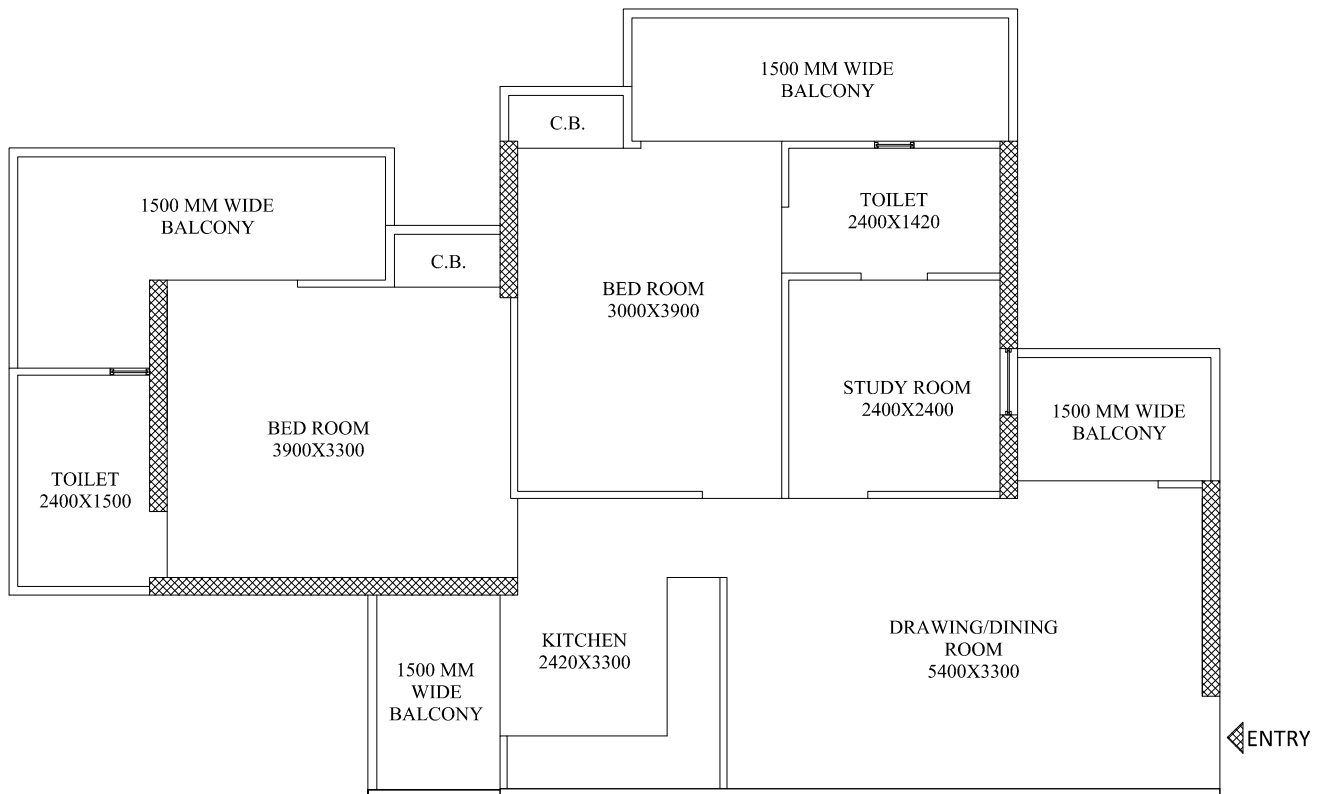 1500 MM WIDE
BALCONY
C.B.
1500 MM WIDE
BALCONY
TOILET
2400X1420
C.B.
BED ROOM
3000X3900
STUDY ROOM
2400X2400
1500 MM WIDE
BALCONY
BED ROOM
3900X3300
TOILET
2400X1500
KITCHEN
2420X3300
DRAWING/DINING
ROOM
5400X3300
1500 MM
WIDE
BALCONY
ENTRY